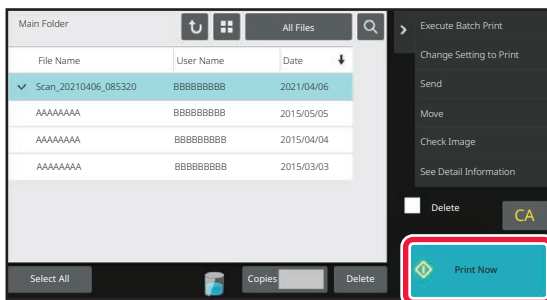 Main Folder
All Files
File Name User Name Date
Scan_20210406_085320 BBBBBBBBB 2021/04/06
AAAAAAAA BBBBBBBBB 2015/05/05
AAAAAAAA BBBBBBBBB 2015/04/04
AAAAAAAA BBBBBBBBB 2015/03/03
Select All
Copies
Delete
Execute Batch Print
Change Setting to Print
Send
Move
Check Image
See Detail Information
Delete
CA
Print Now